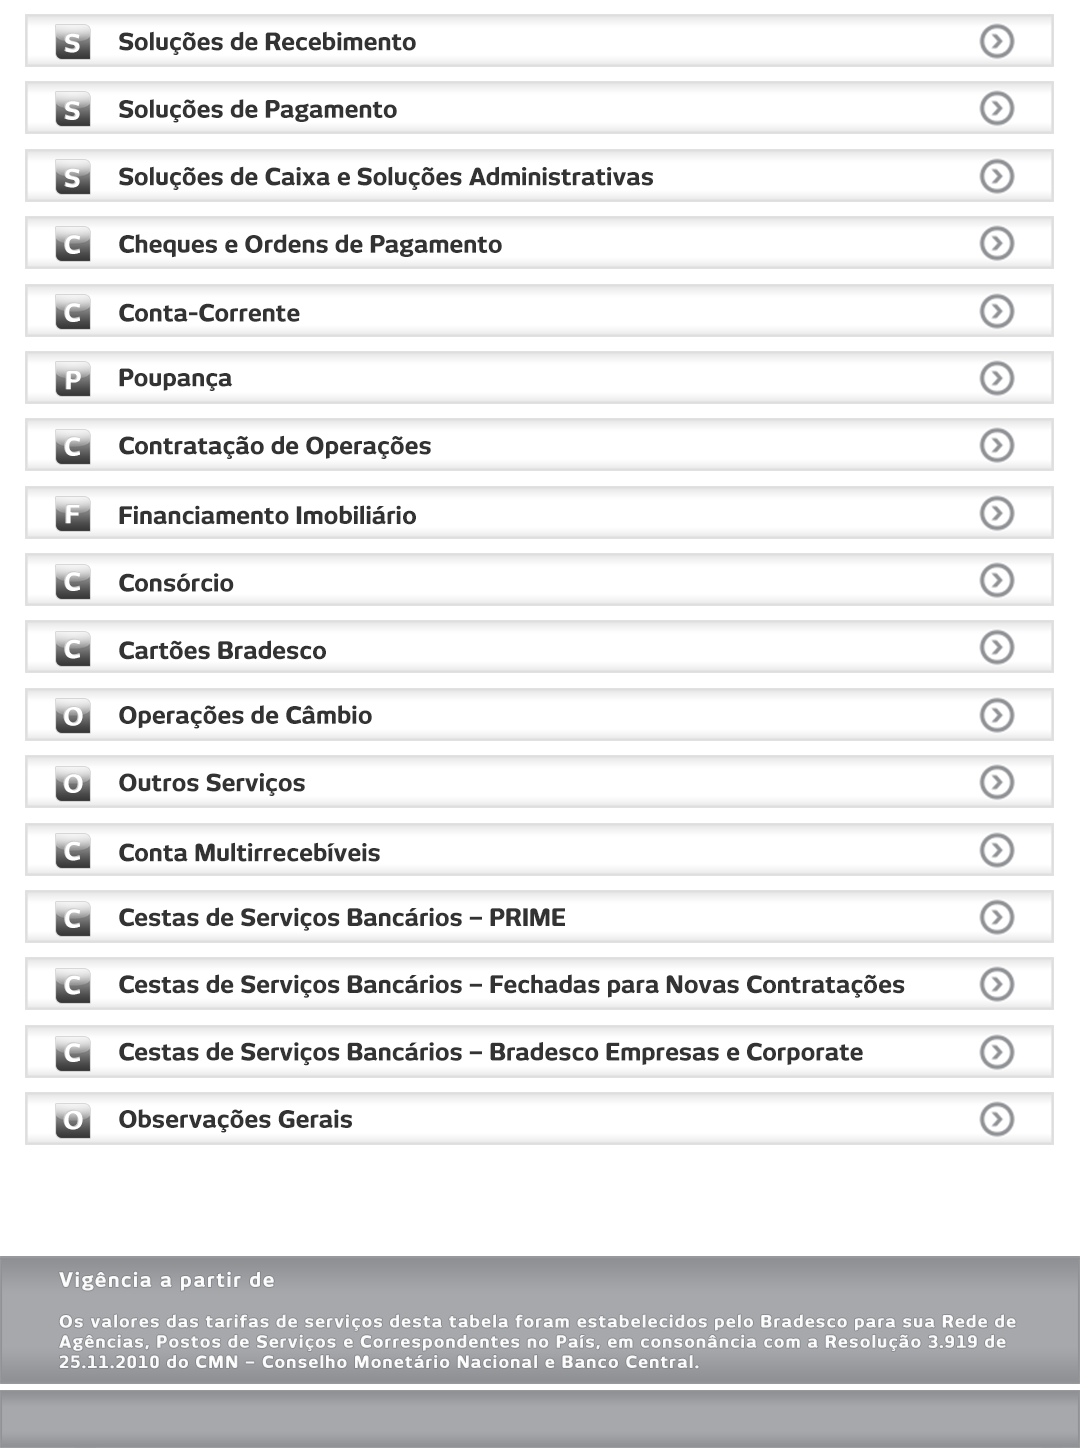 S Soluções de Recebimento
S Soluções de Pagamento
S Soluções de Caixa e Soluções Administrativas
C Cheques e Ordens de Pagamento
C Conta-Corrente
P Poupança
C Contratação de Operações
F Financiamento Imobiliário
C Consórcio
C Cartões Bradesco
O Operações de Câmbio
O Outros Serviços
C Conta Multirrecebíveis
C Cestas de Serviços Bancários – PRIME
C Cestas de Serviços Bancários – Fechadas para Novas Contratações
C Cestas de Serviços Bancários – Bradesco Empresas e Corporate
O Observações Gerais
Vigência a partir de
Os valores das tarifas de serviços desta tabela foram estabelecidos pelo Bradesco para sua Rede de
Agências, Postos de Serviços e Correspondentes no País, em consonância com a Resolução 3.919 de
25.11.2010 do CMN – Conselho Monetário Nacional e Banco Central.